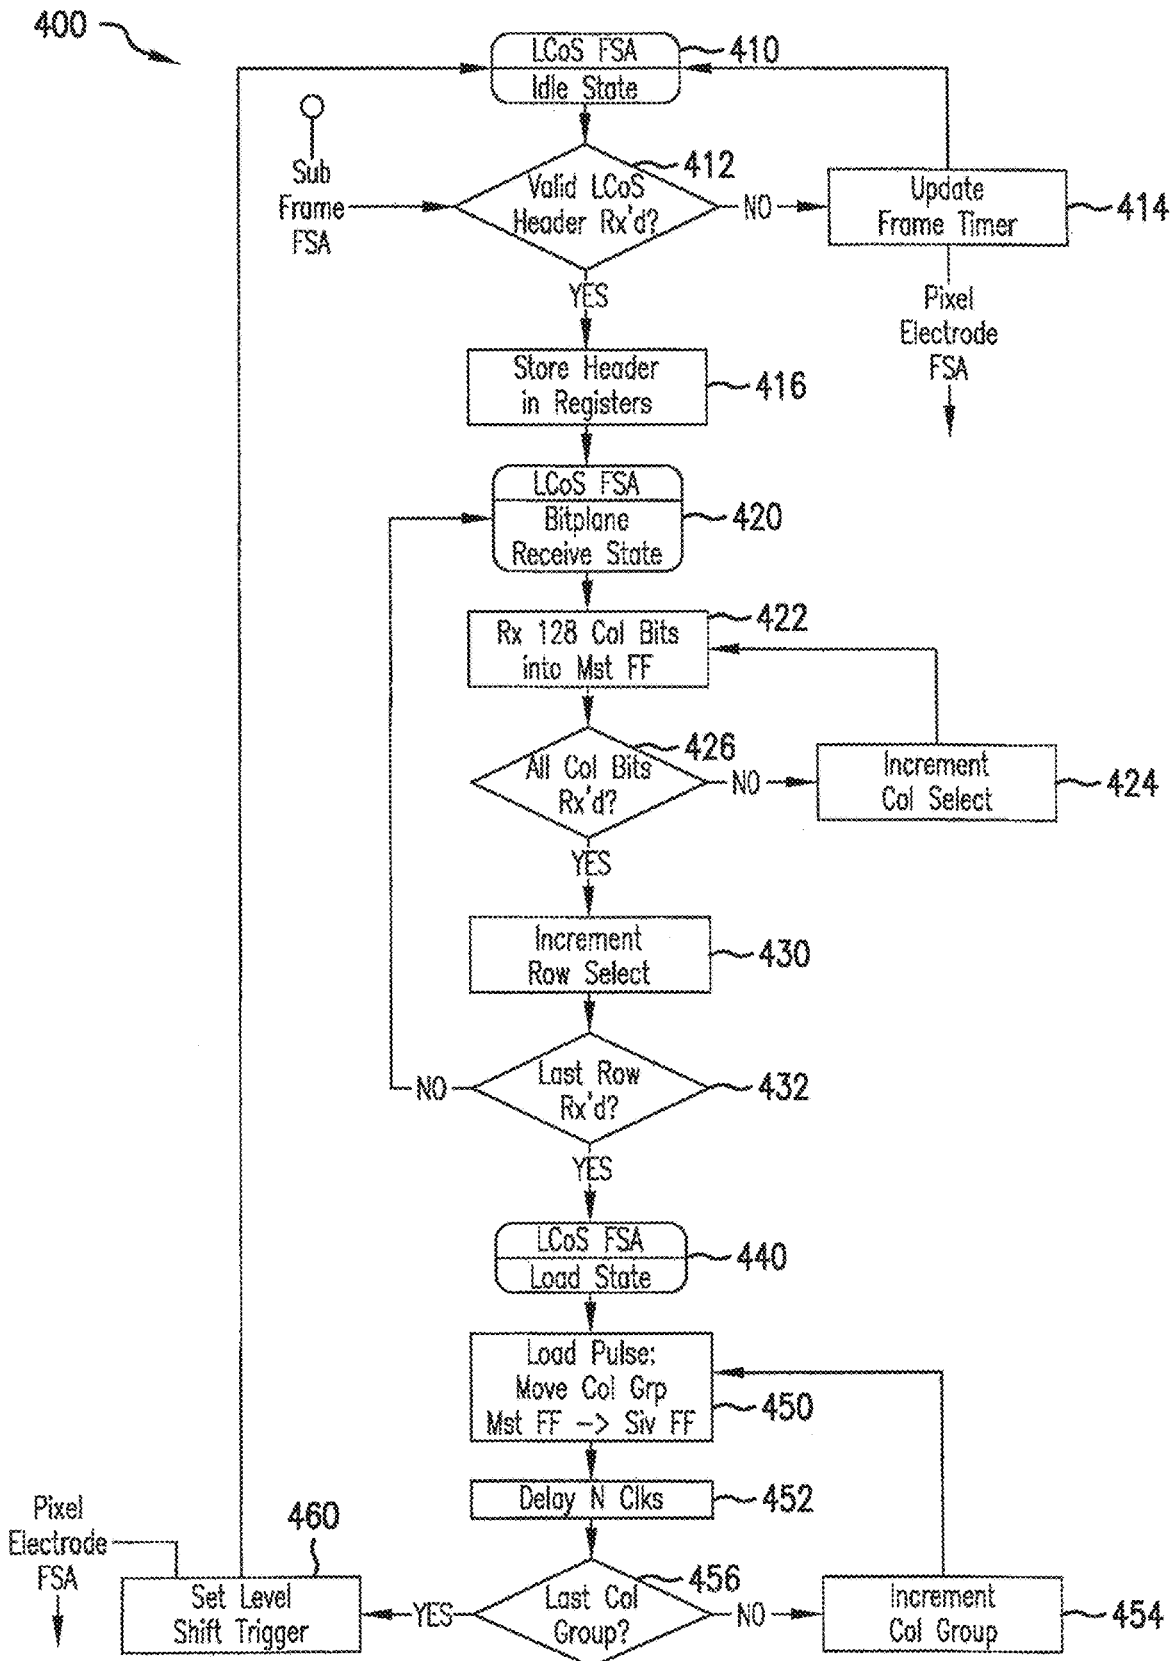 400
LCoS FSA
Idle State
410
Sub
Frame
FSA
Valid LCoS
Header Rx'd?
412
NO
Update
Frame Timer
414
YES
Pixel
Electrode
FSA
Store Header
in Registers
416
LCoS FSA
Bitplane
Receive State
420
Rx 128 Col Bits
into Mst FF
422
All Col Bits
Rx'd?
426
NO
Increment
Col Select
424
YES
Increment
Row Select
430
Last Row
Rx'd?
432
NO
YES
LCoS FSA
Load State
440
Load Pulse:
Move Col Grp
Mst FF -> Slv FF
450
Delay N Clks
452
Last Col
Group?
456
NO
Increment
Col Group
454
YES
Set Level
Shift Trigger
460
Pixel
Electrode
FSA